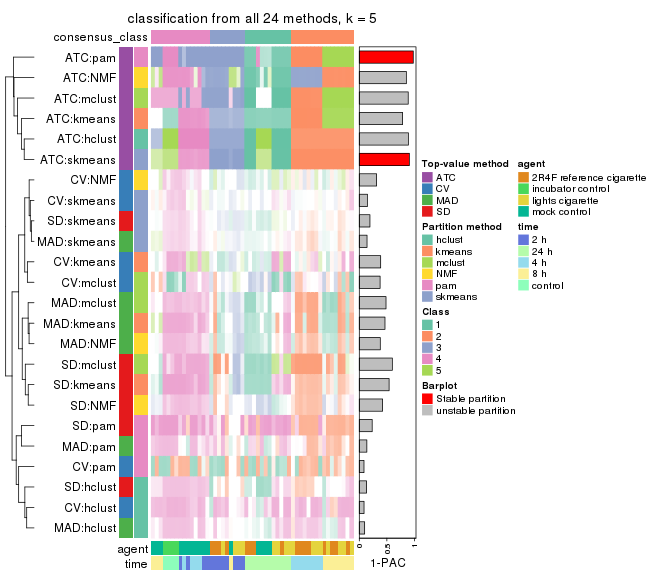 classification from all 24 methods, k = 5
consensus_class
ATC:pam
ATC:NMF
ATC:mclust
ATC:kmeans
ATC:hclust
ATC:skmeans
CV:NMF
CV:skmeans
SD:skmeans
MAD:skmeans
CV:kmeans
CV:mclust
MAD:mclust
MAD:kmeans
MAD:NMF
SD:mclust
SD:kmeans
SD:NMF
SD:pam
MAD:pam
CV:pam
SD:hclust
CV:hclust
MAD:hclust
agent
time
0
0.5
1
1-PAC
Top-value method
ATC
CV
MAD
SD
Partition method
hclust
kmeans
mclust
NMF
pam
skmeans
Class
1
2
3
4
5
Barplot
Stable partition
unstable partition
agent
2R4F reference cigarette
incubator control
lights cigarette
mock control
time
2 h
24 h
4 h
8 h
control